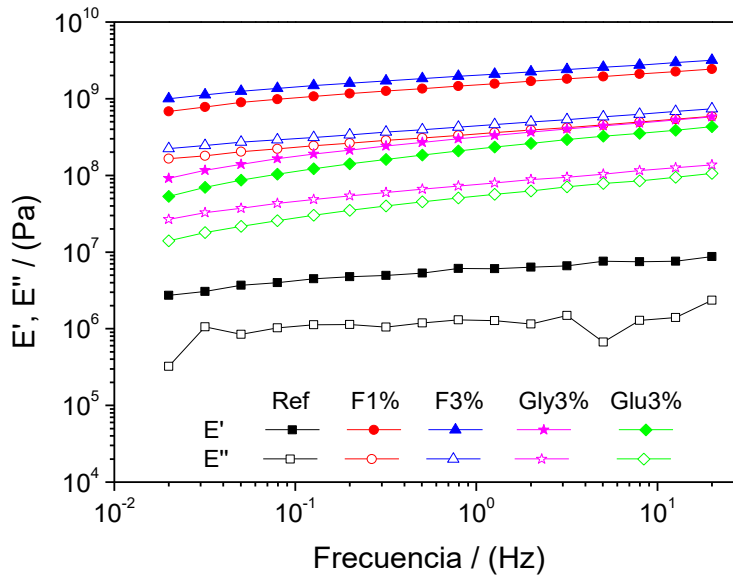 10^10
10^9
10^8
10^7
10^6
10^5
10^4
E', E'' / (Pa)
Ref F1% F3% Gly3% Glu3%
E'
E''
10^-2 10^-1 10^0 10^1
Frecuencia / (Hz)